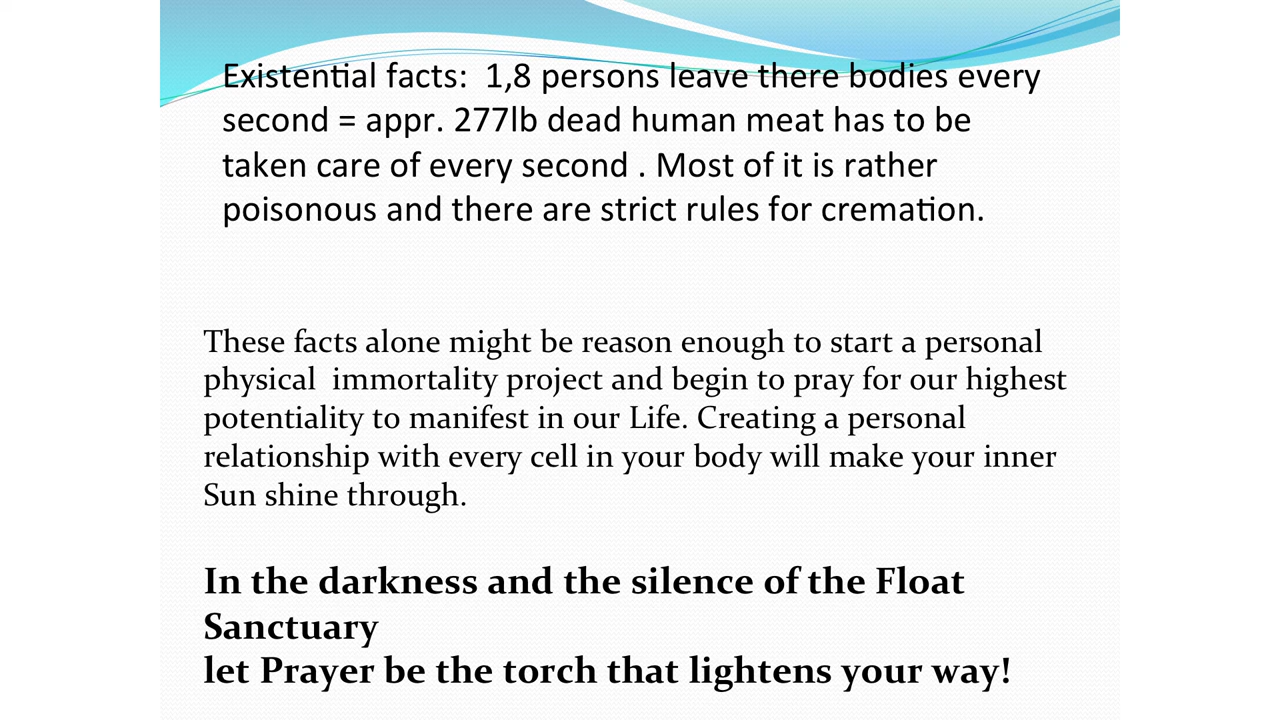 Existential facts:  1,8 persons leave there bodies every
second = appr. 277lb dead human meat has to be
taken care of every second . Most of it is rather
poisonous and there are strict rules for cremation.
These facts alone might be reason enough to start a personal
physical  immortality project and begin to pray for our highest
potentiality to manifest in our Life. Creating a personal
relationship with every cell in your body will make your inner
Sun shine through.
In the darkness and the silence of the Float
Sanctuary
let Prayer be the torch that lightens your way!